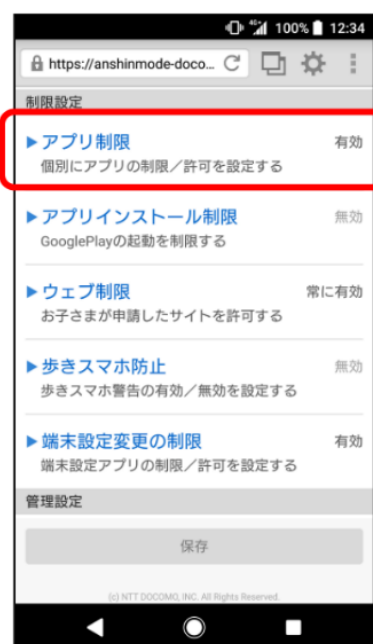 100% 12:34
https://anshinmode-doco...
制限設定
▶アプリ制限 有効
個別にアプリの制限／許可を設定する
▶アプリインストール制限 無効
GooglePlayの起動を制限する
▶ウェブ制限 常に有効
お子さまが申請したサイトを許可する
▶歩きスマホ防止 無効
歩きスマホ警告の有効／無効を設定する
▶端末設定変更の制限 有効
端末設定アプリの制限／許可を設定する
管理設定
保存
(c) NTT DOCOMO, INC. All Rights Reserved.